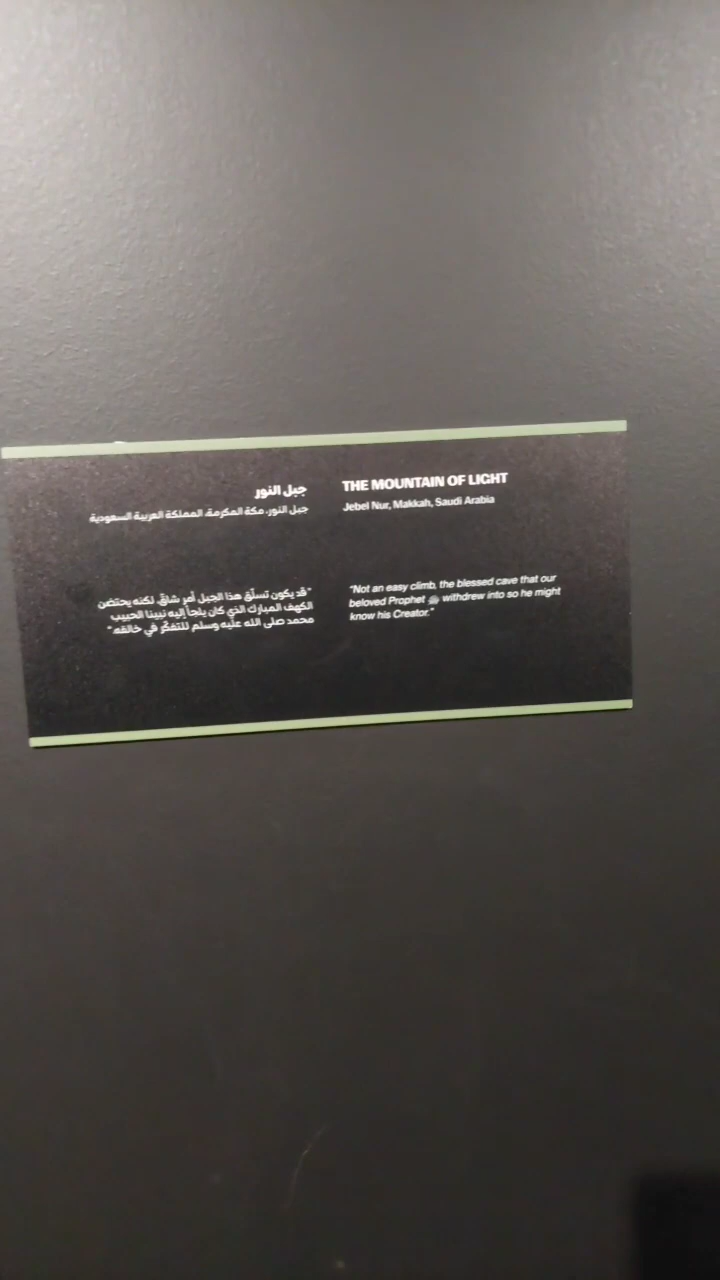 جبل النور
جبل النور، مكة المكرمة، المملكة العربية السعودية
"قد يكون تسلّق هذا الجبل أمر شاقّ، لكنه يحتضن
الكهف المبارك الذي كان يلجأ إليه نبينا الحبيب
محمد صلى الله عليه وسلم للتفكّر في خالقه."
THE MOUNTAIN OF LIGHT
Jebel Nur, Makkah, Saudi Arabia
"Not an easy climb, the blessed cave that our
beloved Prophet ﷺ withdrew into so he might
know his Creator."